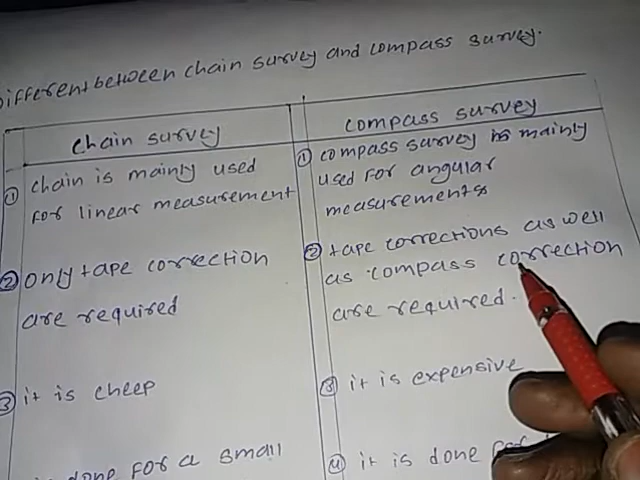 Different between chain survey and compass survey.
chain survey
① chain is mainly used
for linear measurement
② only tape correction
are required
③ it is cheep
done for a small
compass survey
① compass survey is mainly
used for angular
measurements
② tape corrections as well
as compass correction
are required.
③ it is expensive
④ it is done for